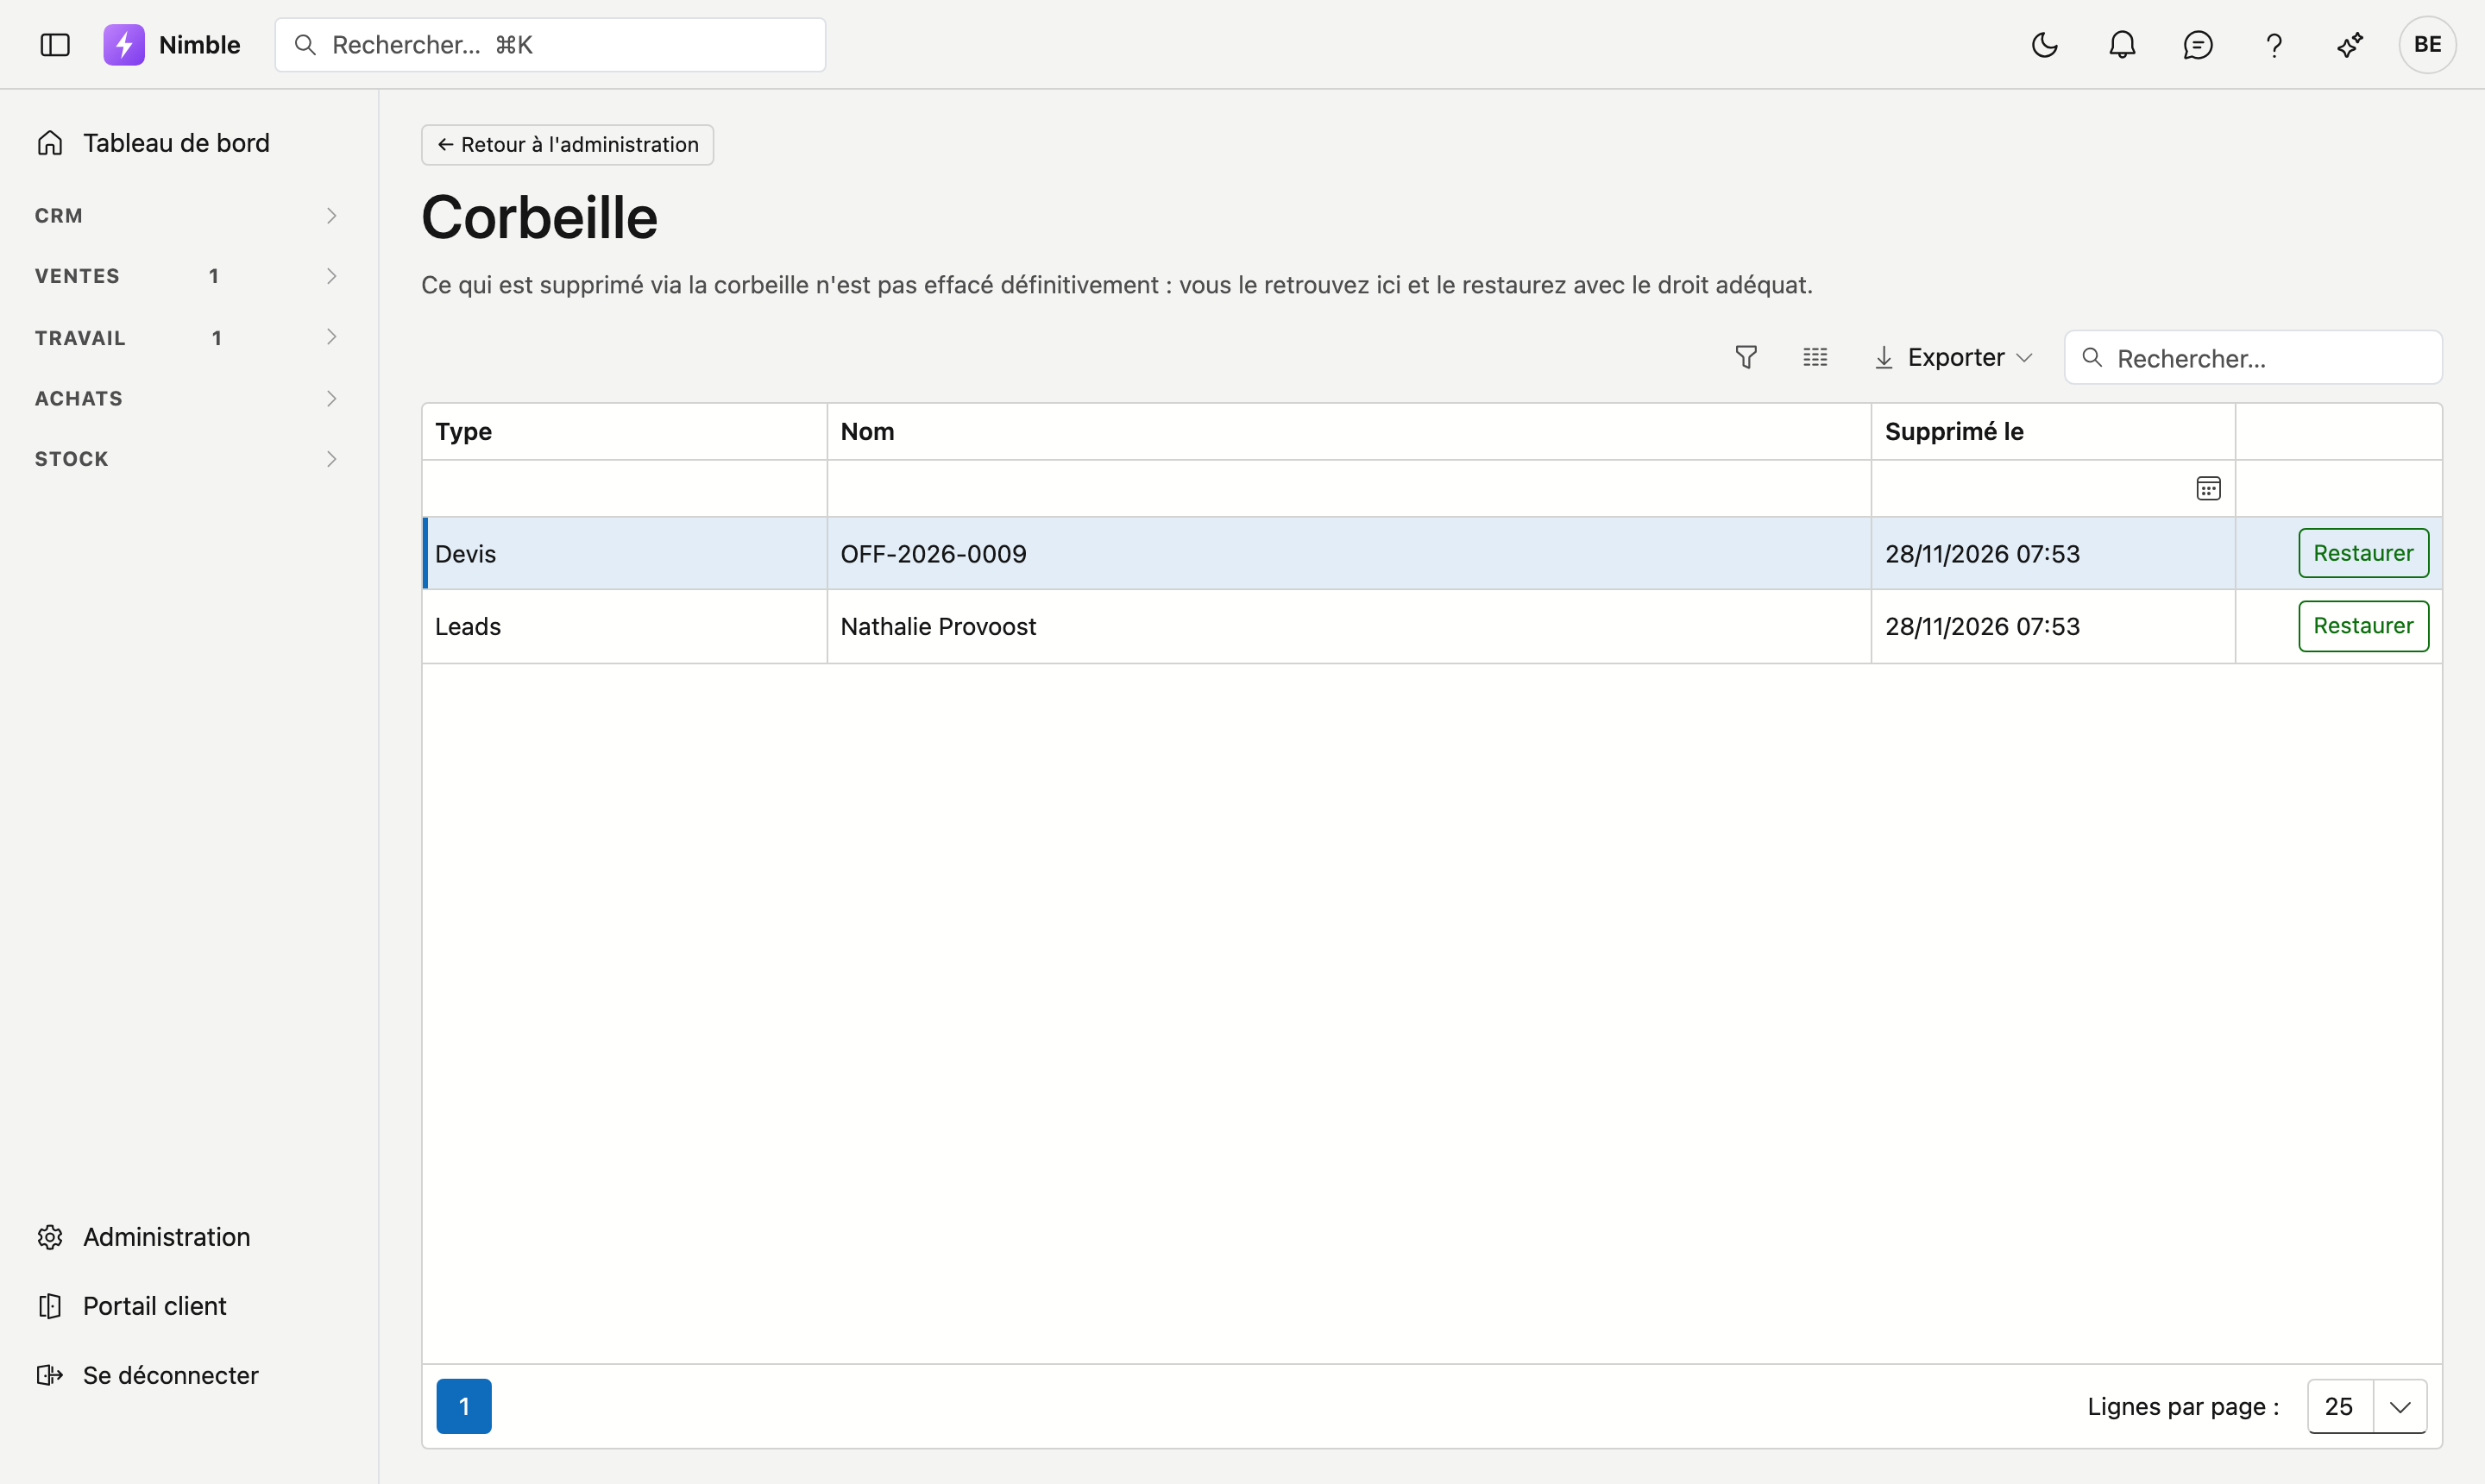 Nimble
Rechercher... ⌘K
BE
Tableau de bord
CRM
VENTES 1
TRAVAIL 1
ACHATS
STOCK
Administration
Portail client
Se déconnecter
← Retour à l'administration
Corbeille
Ce qui est supprimé via la corbeille n'est pas effacé définitivement : vous le retrouvez ici et le restaurez avec le droit adéquat.
Exporter
Rechercher...
Type Nom Supprimé le
Devis OFF-2026-0009 28/11/2026 07:53 Restaurer
Leads Nathalie Provoost 28/11/2026 07:53 Restaurer
1
Lignes par page : 25